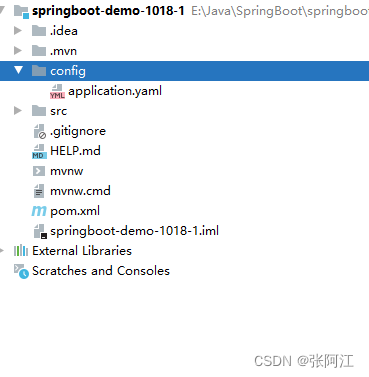 springboot-demo-1018-1 E:\Java\SpringBoot\springboot
.idea
.mvn
config
YML application.yaml
src
.gitignore
MD HELP.md
mvnw
mvnw.cmd
m pom.xml
springboot-demo-1018-1.iml
External Libraries
Scratches and Consoles
CSDN @张阿江